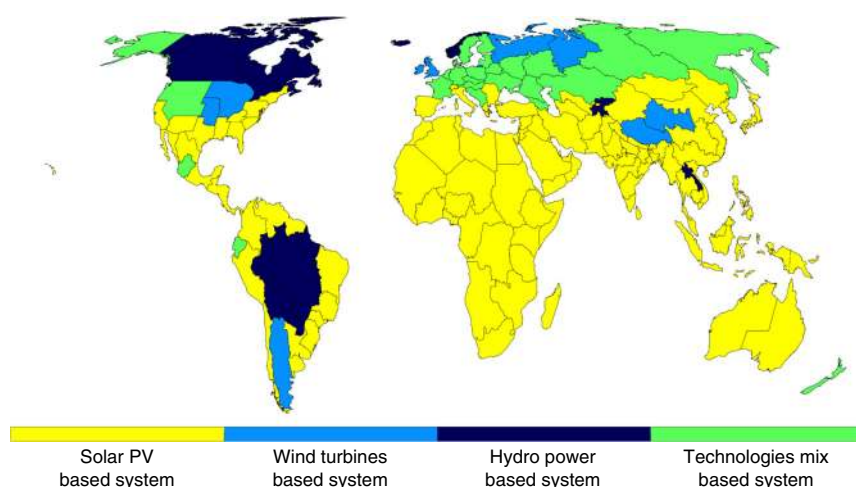 Solar PV
based system
Wind turbines
based system
Hydro power
based system
Technologies mix
based system